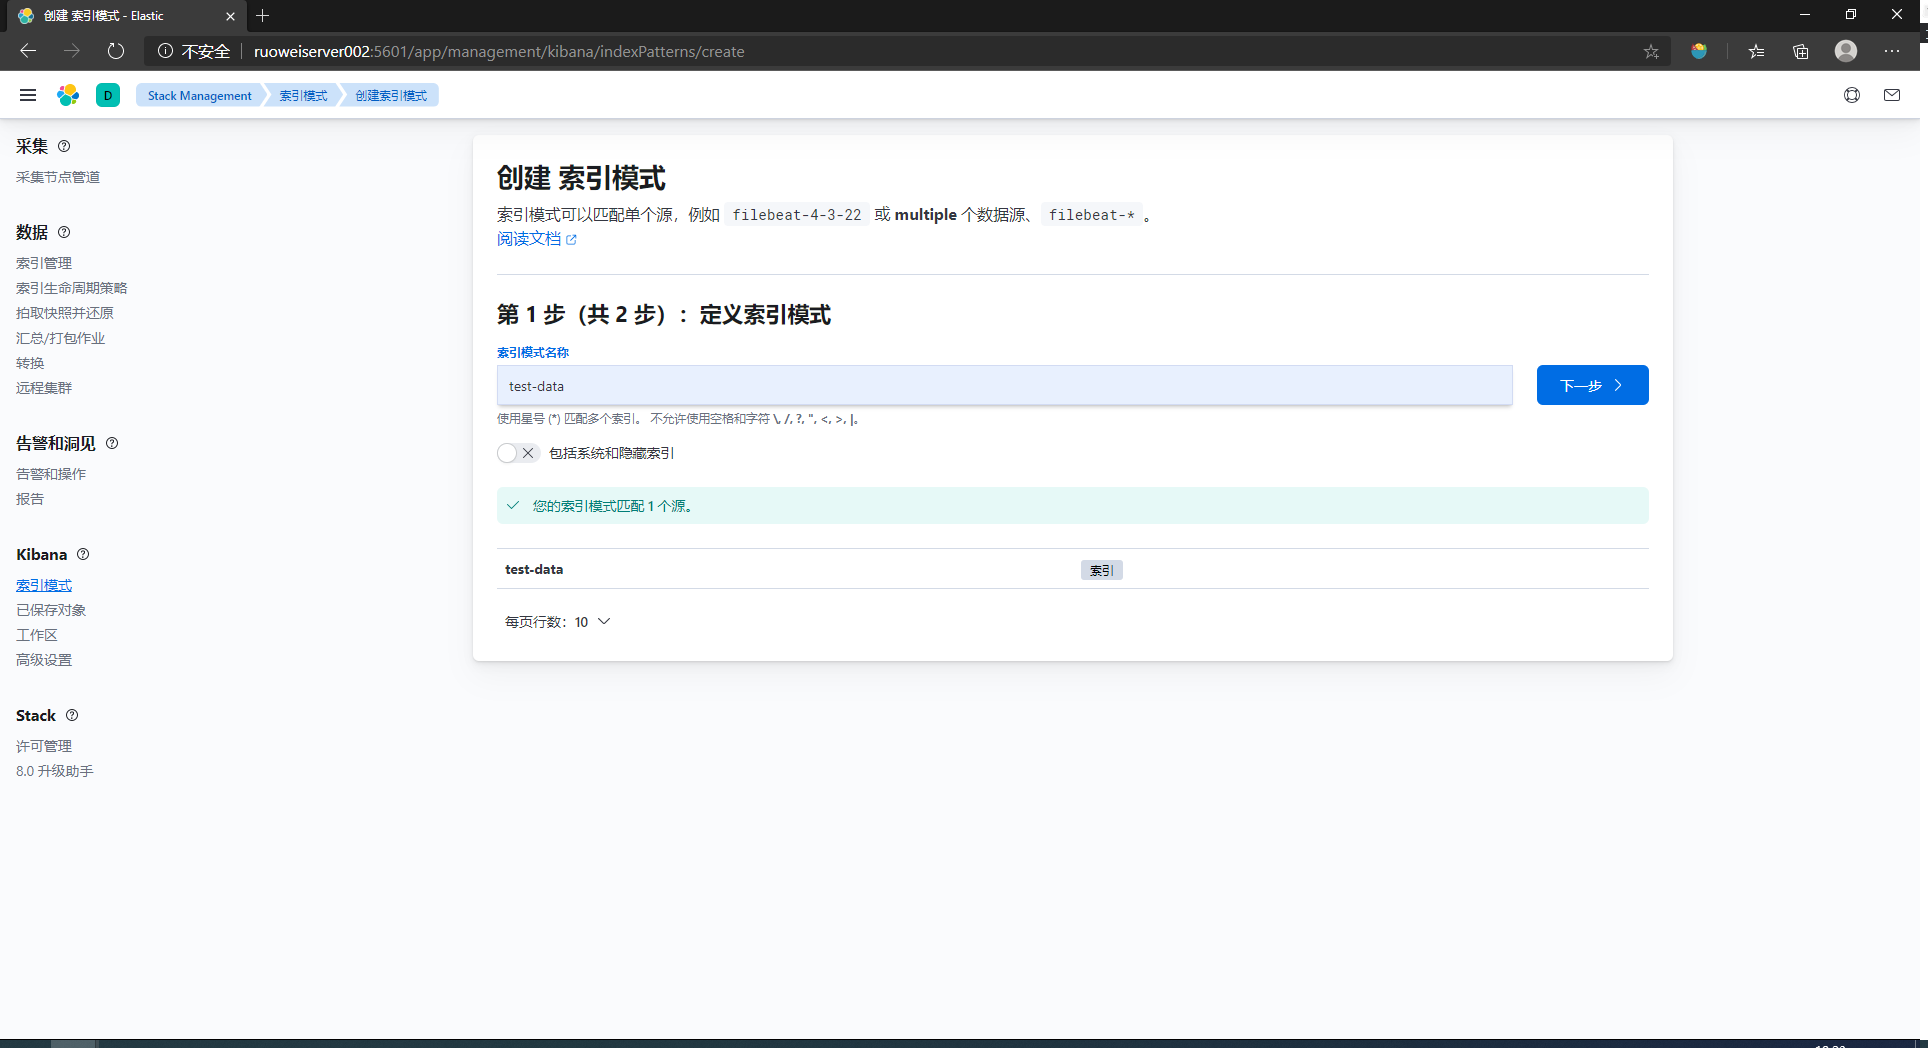 创建 索引模式 - Elastic
不安全 ruoweiserver002:5601/app/management/kibana/indexPatterns/create
D Stack Management 索引模式 创建索引模式
采集
采集节点管道
数据
索引管理
索引生命周期策略
拍取快照并还原
汇总/打包作业
转换
远程集群
告警和洞见
告警和操作
报告
Kibana
索引模式
已保存对象
工作区
高级设置
Stack
许可管理
8.0 升级助手
创建 索引模式
索引模式可以匹配单个源，例如 filebeat-4-3-22 或 multiple 个数据源、 filebeat-* 。
阅读文档
第 1 步（共 2 步）：定义索引模式
索引模式名称
test-data
下一步
使用星号 (*) 匹配多个索引。 不允许使用空格和字符 \, /, ?, ", <, >, |。
包括系统和隐藏索引
您的索引模式匹配 1 个源。
test-data 索引
每页行数：10